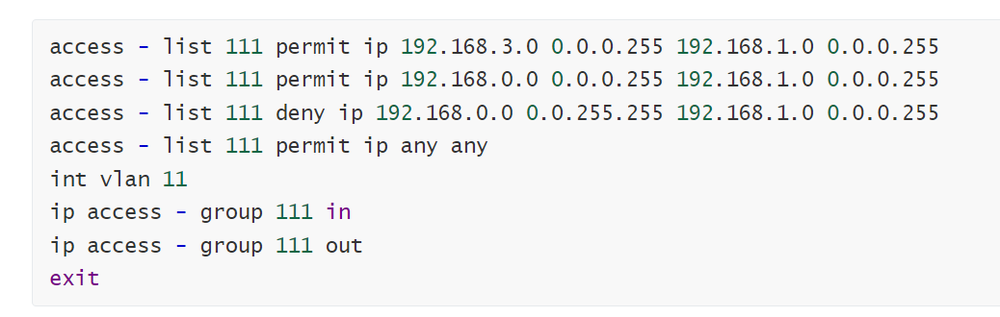 access - list 111 permit ip 192.168.3.0 0.0.0.255 192.168.1.0 0.0.0.255
access - list 111 permit ip 192.168.0.0 0.0.0.255 192.168.1.0 0.0.0.255
access - list 111 deny ip 192.168.0.0 0.0.255.255 192.168.1.0 0.0.0.255
access - list 111 permit ip any any
int vlan 11
ip access - group 111 in
ip access - group 111 out
exit